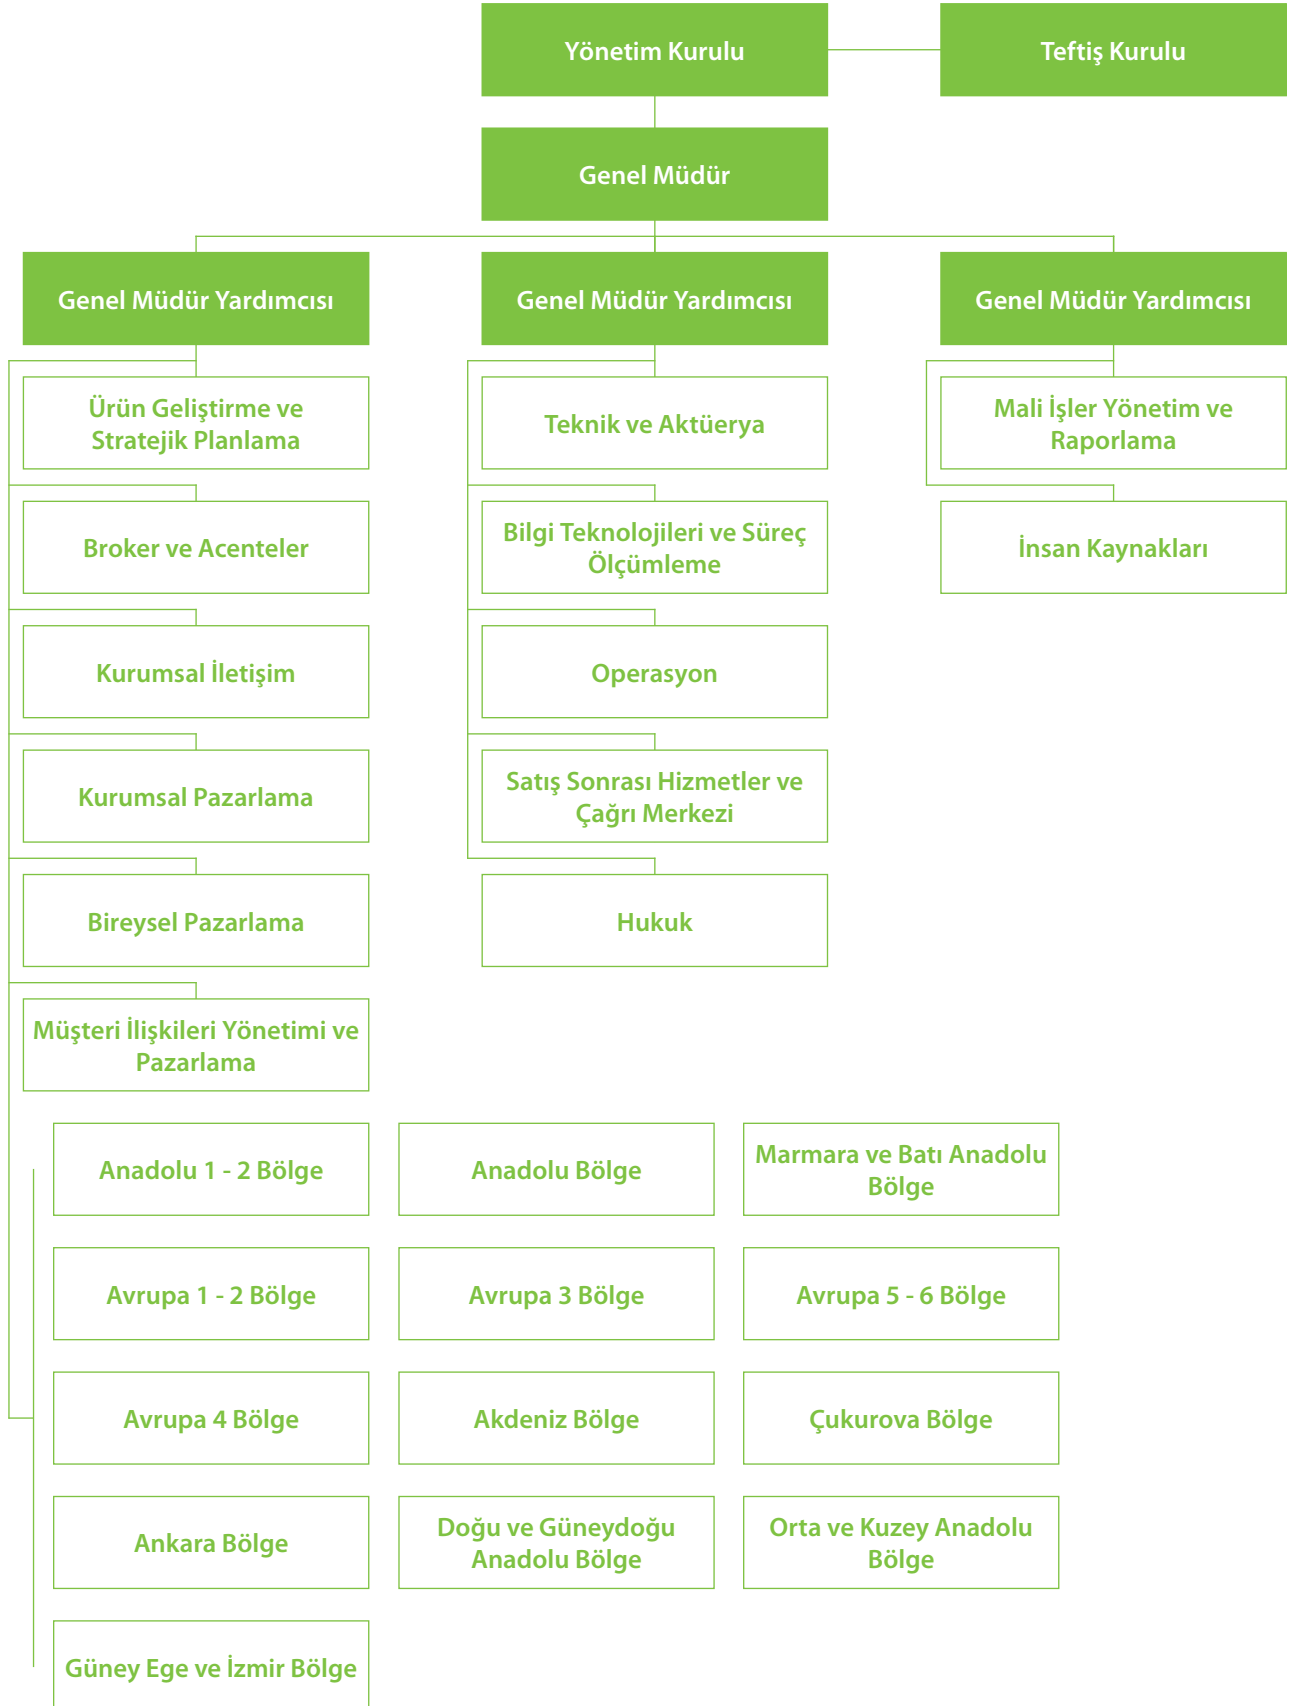 Yönetim Kurulu
Teftiş Kurulu
Genel Müdür
Genel Müdür Yardımcısı
Genel Müdür Yardımcısı
Genel Müdür Yardımcısı
Ürün Geliştirme ve
Stratejik Planlama
Teknik ve Aktüerya
Mali İşler Yönetim ve
Raporlama
Broker ve Acenteler
Bilgi Teknolojileri ve Süreç
Ölçümleme
İnsan Kaynakları
Kurumsal İletişim
Operasyon
Kurumsal Pazarlama
Satış Sonrası Hizmetler ve
Çağrı Merkezi
Bireysel Pazarlama
Hukuk
Müşteri İlişkileri Yönetimi ve
Pazarlama
Anadolu 1 - 2 Bölge
Anadolu Bölge
Marmara ve Batı Anadolu
Bölge
Avrupa 1 - 2 Bölge
Avrupa 3 Bölge
Avrupa 5 - 6 Bölge
Avrupa 4 Bölge
Akdeniz Bölge
Çukurova Bölge
Ankara Bölge
Doğu ve Güneydoğu
Anadolu Bölge
Orta ve Kuzey Anadolu
Bölge
Güney Ege ve İzmir Bölge